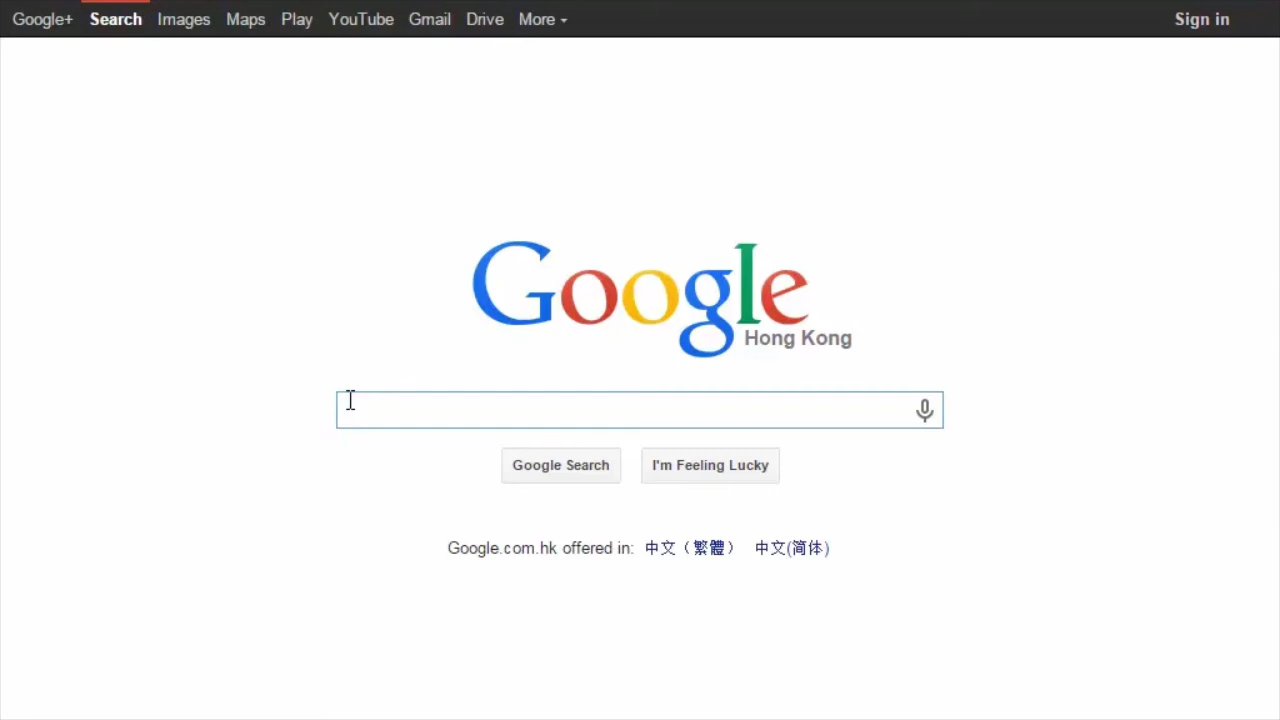 Google+ Search Images Maps Play YouTube Gmail Drive More Sign in
Google
Hong Kong
Google Search I'm Feeling Lucky
Google.com.hk offered in: 中文（繁體） 中文(简体)